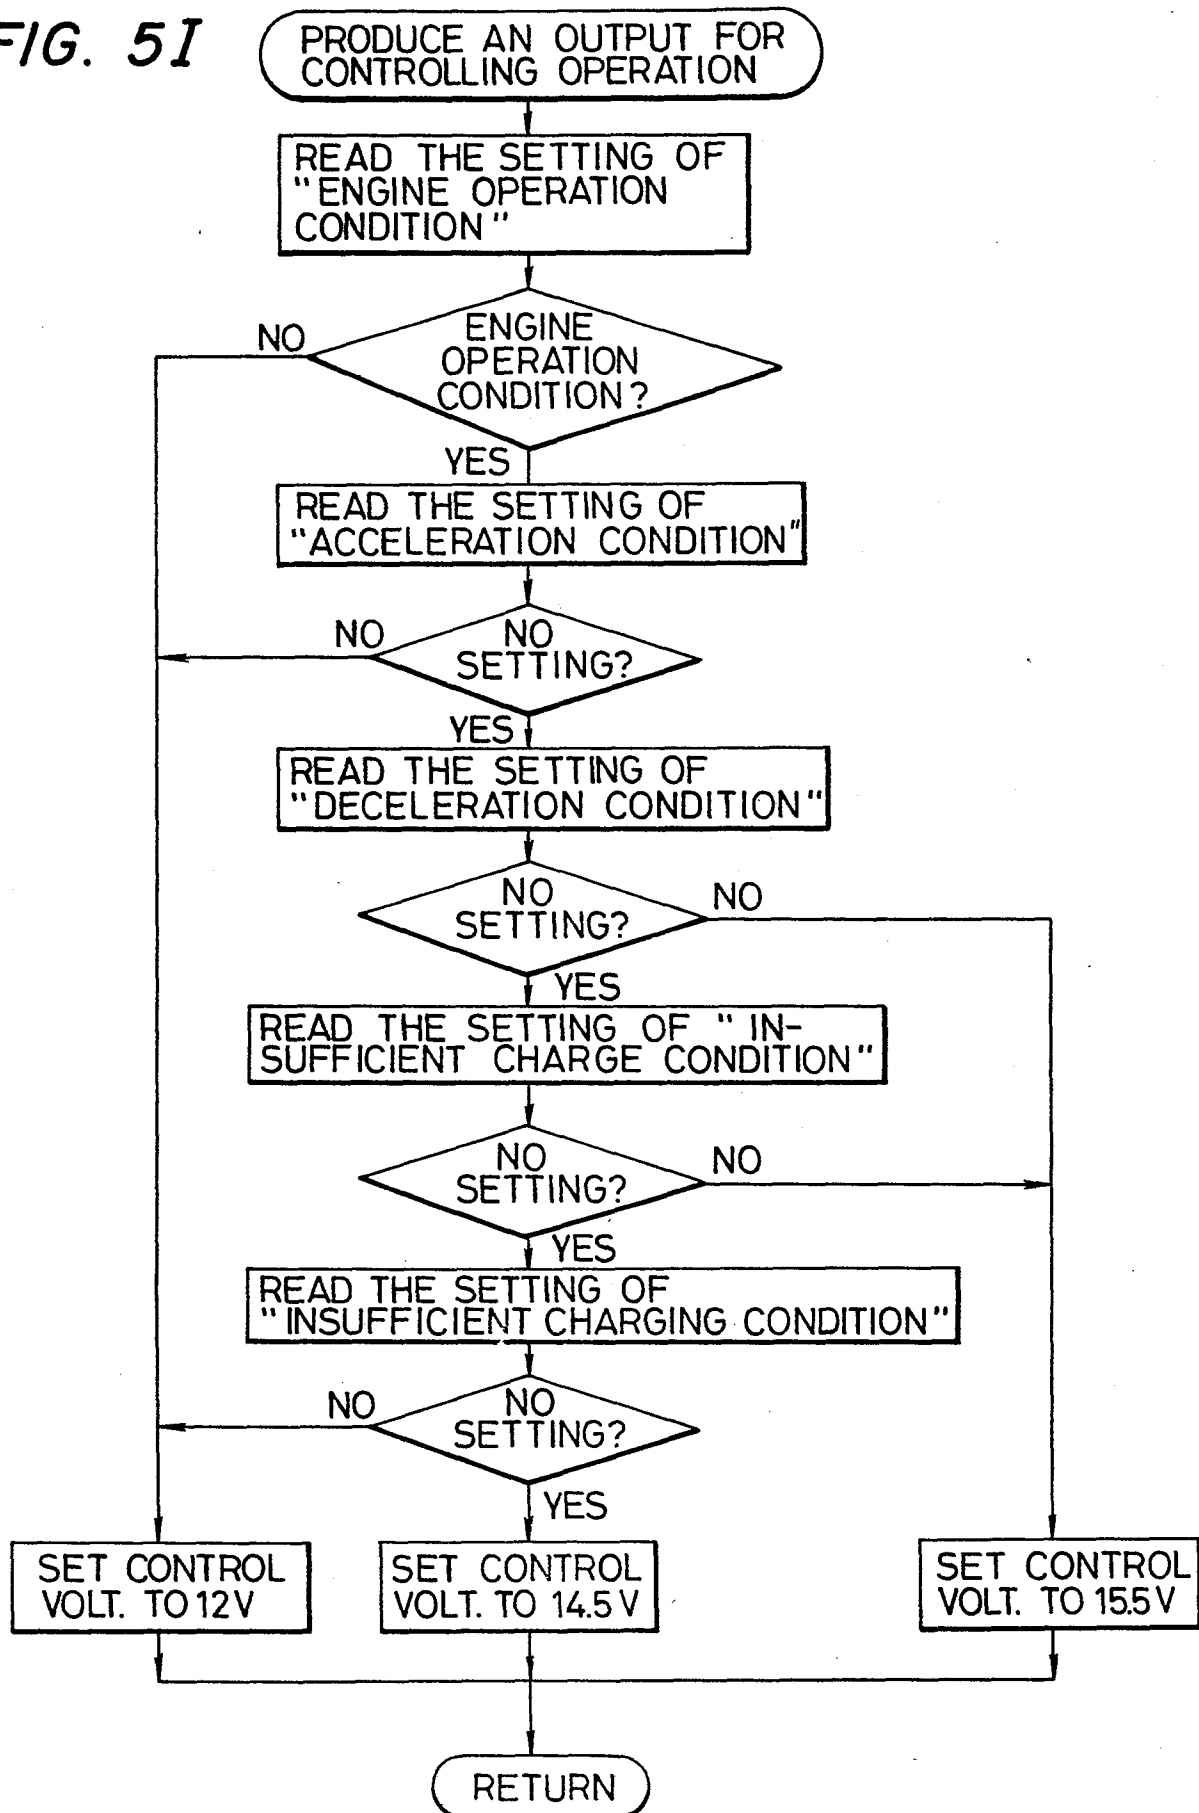 FIG. 5I
PRODUCE AN OUTPUT FOR
CONTROLLING OPERATION
READ THE SETTING OF
"ENGINE OPERATION
CONDITION"
NO
ENGINE
OPERATION
CONDITION?
YES
READ THE SETTING OF
"ACCELERATION CONDITION"
NO
NO
SETTING?
YES
READ THE SETTING OF
"DECELERATION CONDITION"
NO
SETTING?
NO
YES
READ THE SETTING OF "IN-
SUFFICIENT CHARGE CONDITION"
NO
SETTING?
NO
YES
READ THE SETTING OF
"INSUFFICIENT CHARGING CONDITION"
NO
NO
SETTING?
YES
SET CONTROL
VOLT. TO 12V
SET CONTROL
VOLT. TO 14.5V
SET CONTROL
VOLT. TO 15.5V
RETURN